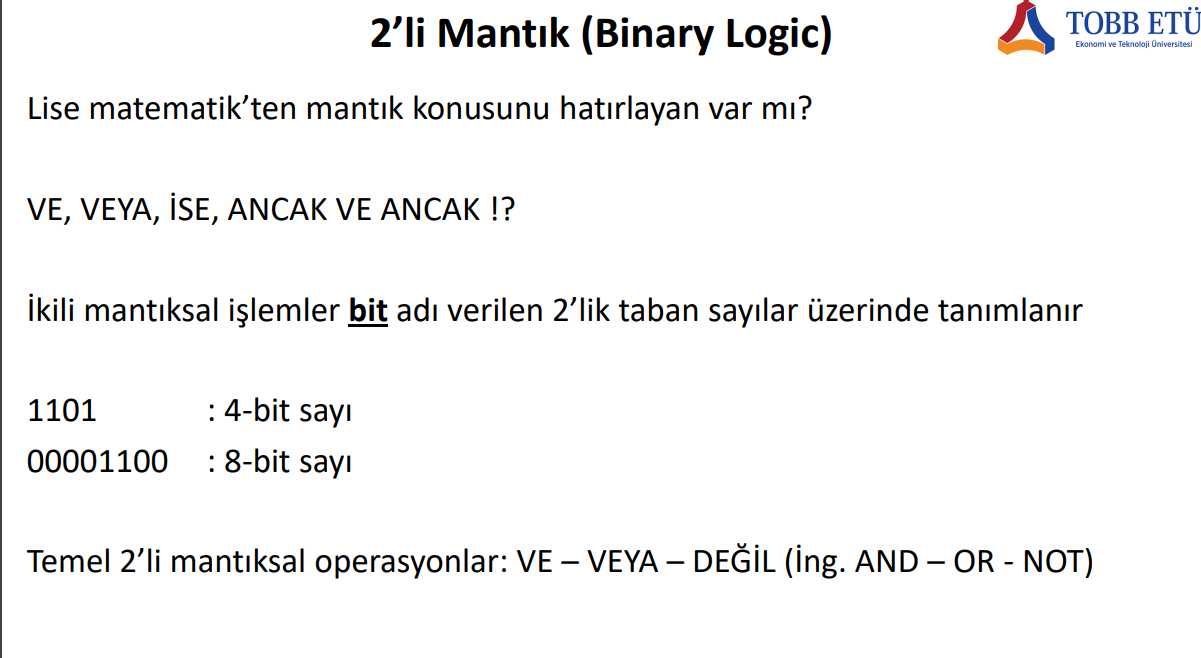 2’li Mantık (Binary Logic)
TOBB ETÜ
Ekonomi ve Teknoloji Üniversitesi
Lise matematik’ten mantık konusunu hatırlayan var mı?
VE, VEYA, İSE, ANCAK VE ANCAK !?
İkili mantıksal işlemler bit adı verilen 2’lik taban sayılar üzerinde tanımlanır
1101 : 4-bit sayı
00001100 : 8-bit sayı
Temel 2’li mantıksal operasyonlar: VE – VEYA – DEĞİL (İng. AND – OR - NOT)